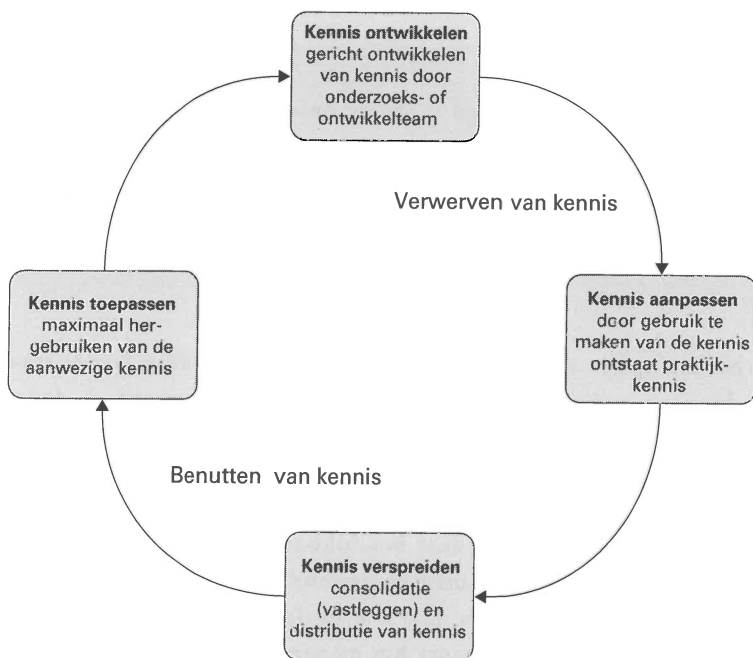 Kennis ontwikkelen
gericht ontwikkelen
van kennis door
onderzoeks- of
ontwikkelteam
Verwerven van kennis
Kennis toepassen
maximaal her-
gebruiken van de
aanwezige kennis
Kennis aanpassen
door gebruik te
maken van de kennis
ontstaat praktijk-
kennis
Benutten van kennis
Kennis verspreiden
consolidatie
(vastleggen) en
distributie van kennis